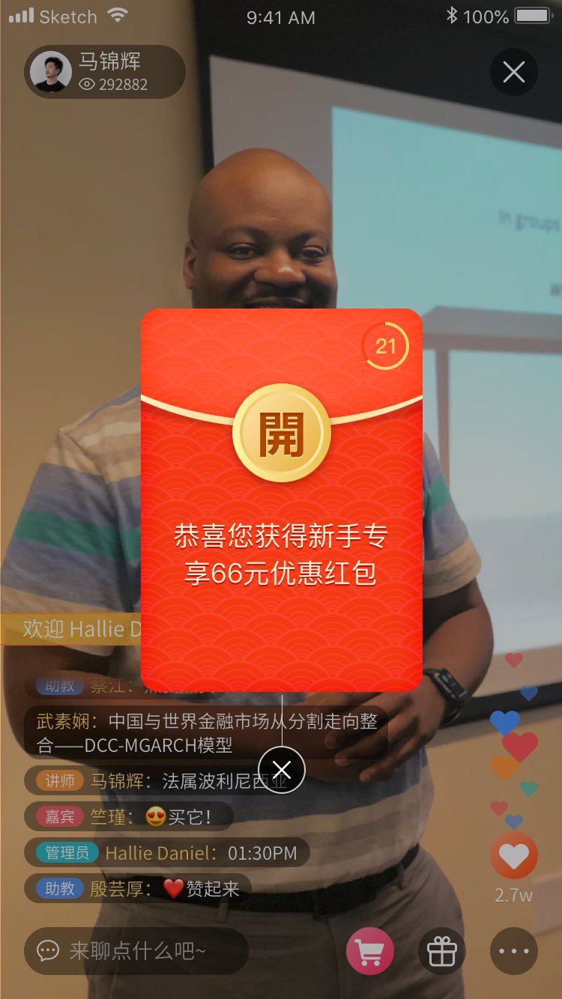 Sketch
9:41 AM
100%
马锦辉
292882
In groups
21
開
恭喜您获得新手专
享66元优惠红包
欢迎 Hallie D
助教 蔡江：
武素娴：中国与世界金融市场从分割走向整
合——DCC-MGARCH模型
讲师 马锦辉：法属波利尼西亚
嘉宾 竺瑾：😍买它！
管理员 Hallie Daniel：01:30PM
助教 殷芸厚：❤️赞起来
2.7w
来聊点什么吧~